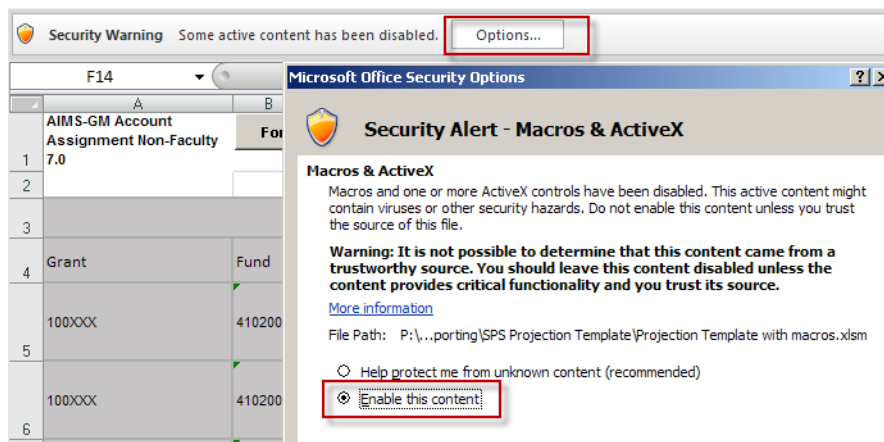 Security Warning Some active content has been disabled. Options...
F14
Microsoft Office Security Options
A
B
Security Alert - Macros & ActiveX
AIMS-GM Account
Assignment Non-Faculty
7.0
For
1
2
3
4
5
6
Grant
Fund
100XXX
410200
100XXX
410200
Macros & ActiveX
Macros and one or more ActiveX controls have been disabled. This active content might
contain viruses or other security hazards. Do not enable this content unless you trust
the source of this file.
Warning: It is not possible to determine that this content came from a
trustworthy source. You should leave this content disabled unless the
content provides critical functionality and you trust its source.
More information
File Path: P:\...porting\SPS Projection Template\Projection Template with macros.xlsm
Help protect me from unknown content (recommended)
Enable this content